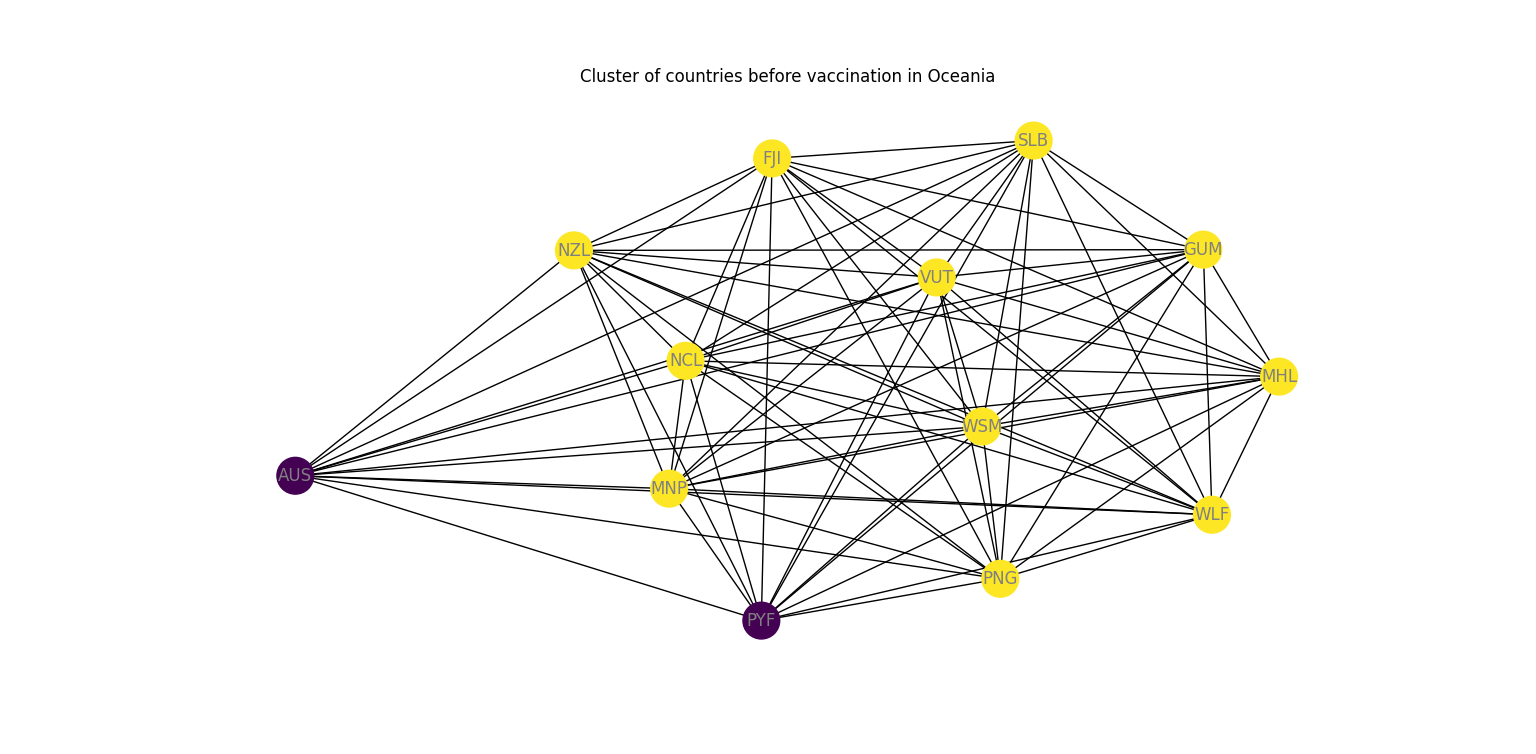 Cluster of countries before vaccination in Oceania
SLB
FJI
NZL
GUM
VUT
NCL
MHL
WSM
AUS
MNP
WLF
PNG
PYF